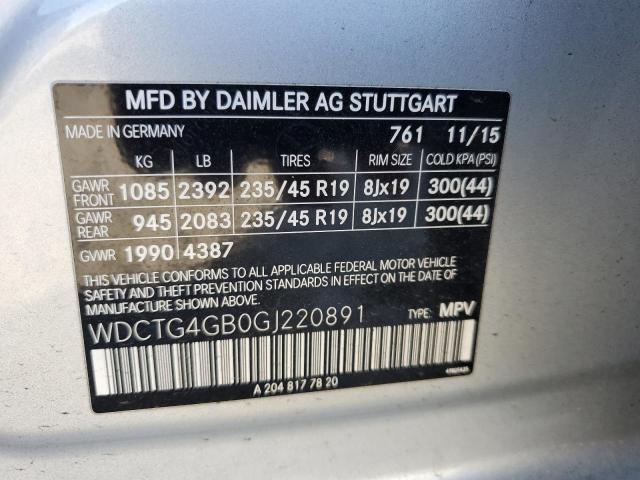 MFD BY DAIMLER AG STUTTGART
MADE IN GERMANY 761 11/15
KG LB TIRES RIM SIZE COLD KPA (PSI)
GAWR FRONT 1085 2392 235/45 R19 8Jx19 300(44)
GAWR REAR 945 2083 235/45 R19 8Jx19 300(44)
GVWR 1990 4387
THIS VEHICLE CONFORMS TO ALL APPLICABLE FEDERAL MOTOR VEHICLE
SAFETY AND THEFT PREVENTION STANDARDS IN EFFECT ON THE DATE OF
MANUFACTURE SHOWN ABOVE.
WDCTG4GB0GJ220891 TYPE: MPV
A 204 817 78 20